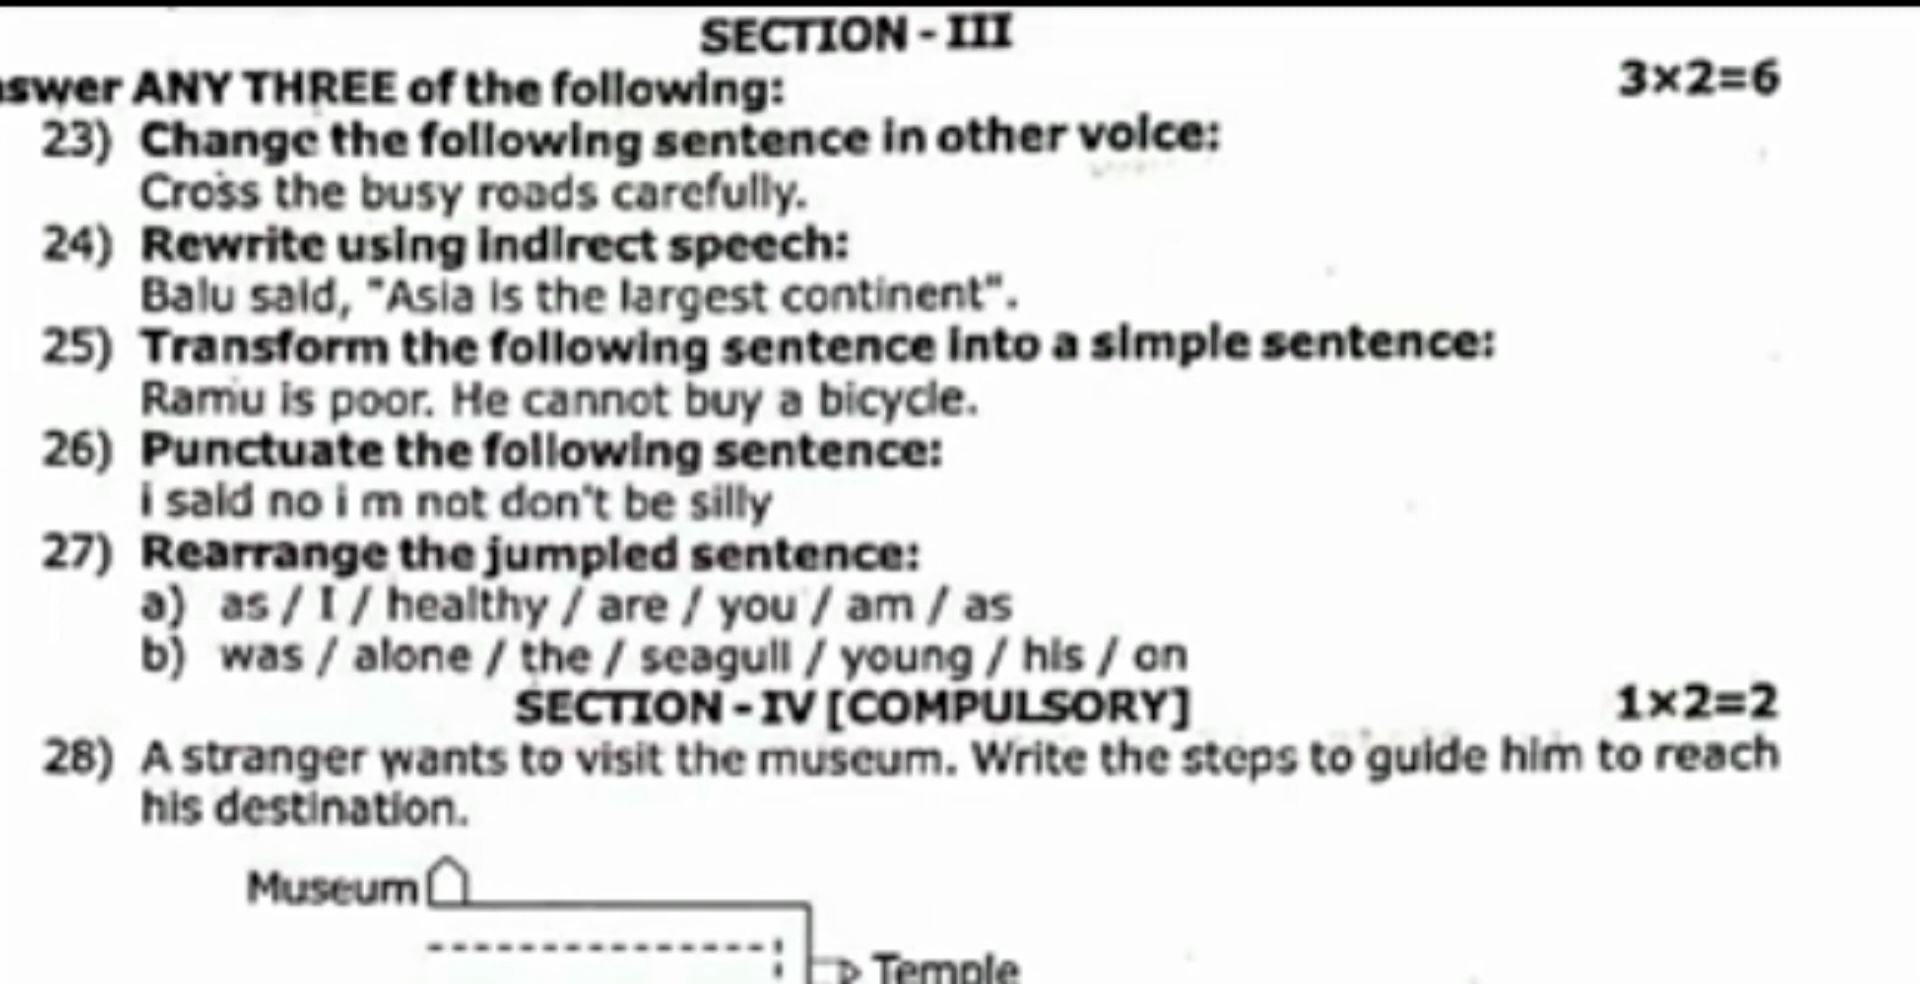 SECTION - III
swer ANY THREE of the following: 3×2=6
23) Change the following sentence in other voice:
Cross the busy roads carefully.
24) Rewrite using indirect speech:
Balu said, "Asia is the largest continent".
25) Transform the following sentence into a simple sentence:
Ramu is poor. He cannot buy a bicycle.
26) Punctuate the following sentence:
i said no i m not don't be silly
27) Rearrange the jumpled sentence:
a) as / I / healthy / are / you / am / as
b) was / alone / the / seagull / young / his / on
SECTION - IV [COMPULSORY] 1×2=2
28) A stranger wants to visit the museum. Write the steps to guide him to reach
his destination.
Museum
Temple